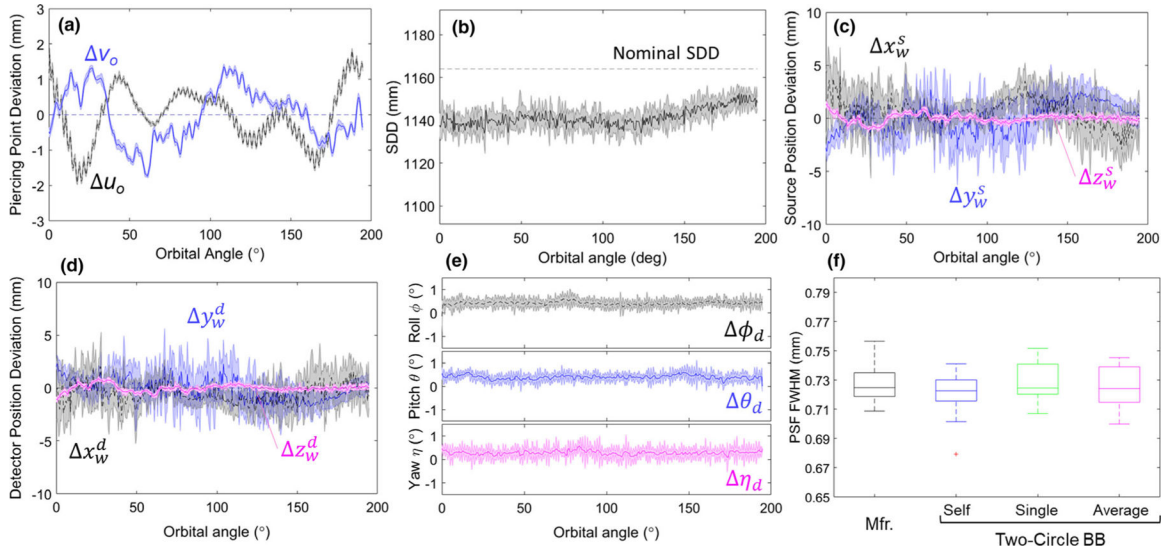 (a)
Piercing Point Deviation (mm)
3
2
1
0
-1
-2
-3
Δv_o
Δu_o
0 50 100 150 200
Orbital Angle (°)
(b)
SDD (mm)
1180
1160
1140
1120
1100
Nominal SDD
0 50 100 150 200
Orbital angle (deg)
(c)
Source Position Deviation (mm)
10
5
0
-5
-10
Δx_w^s
Δy_w^s
Δz_w^s
0 50 100 150 200
Orbital angle (°)
(d)
Detector Position Deviation (mm)
10
5
0
-5
-10
Δy_w^d
Δx_w^d
Δz_w^d
0 50 100 150 200
Orbital angle (°)
(e)
Roll ϕ (°)
1
0
-1
Δϕ_d
Pitch θ (°)
1
0
-1
Δθ_d
Yaw η (°)
1
0
-1
Δη_d
0 50 100 150 200
Orbital angle (°)
(f)
PSF FWHM (mm)
0.79
0.77
0.75
0.73
0.71
0.69
0.67
0.65
Mfr.
Self Single Average
Two-Circle BB